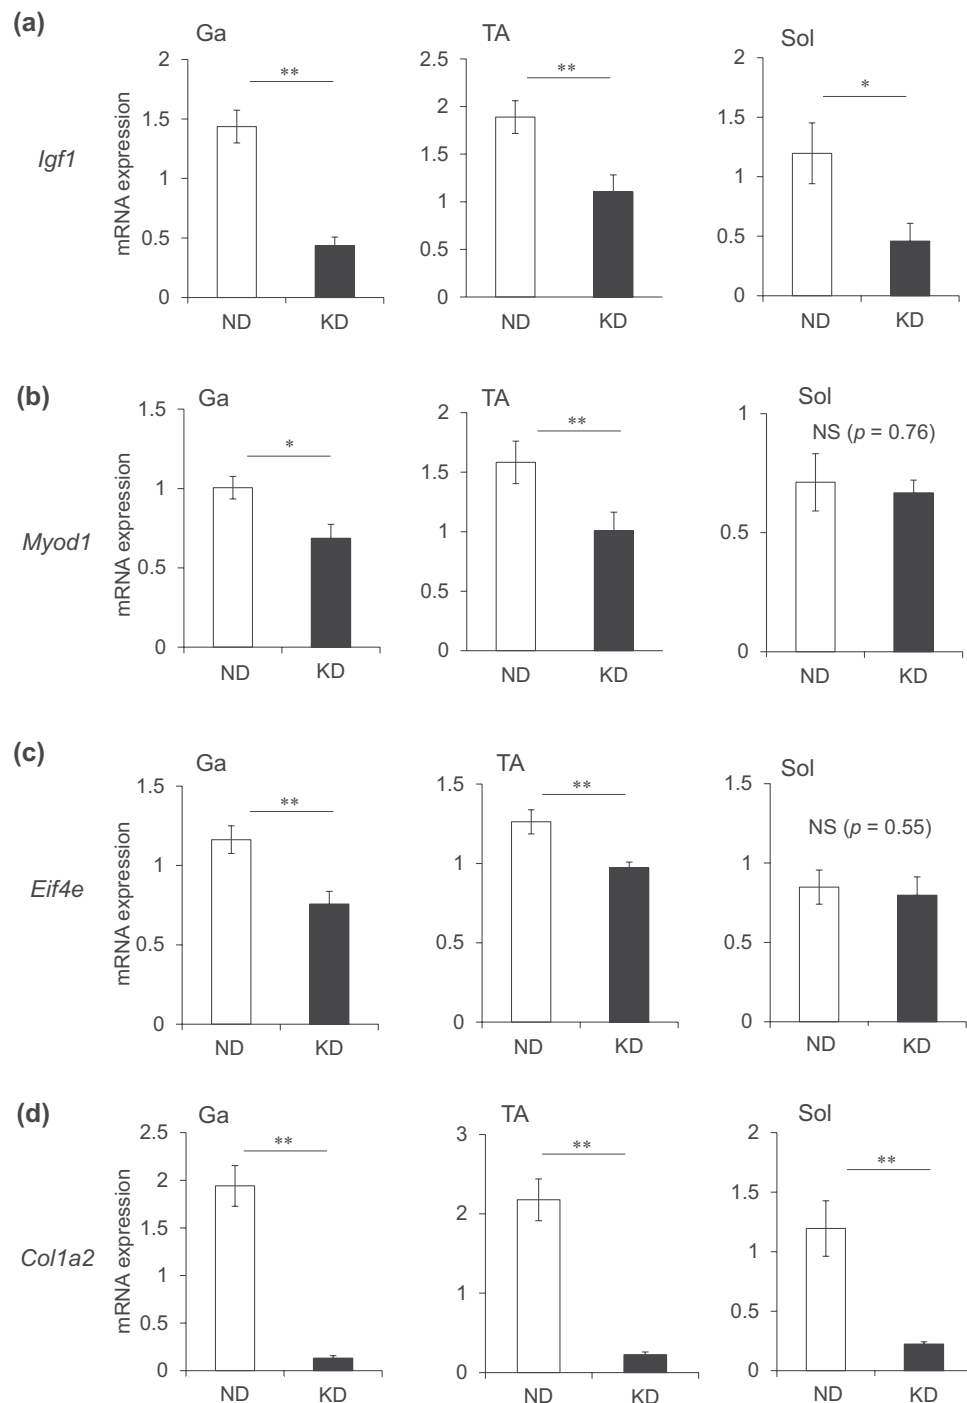 (a)
Ga
TA
Sol
Igf1
mRNA expression
2
1.5
1
0.5
0
**
ND
KD
2.5
2
1.5
1
0.5
0
**
ND
KD
2
1.5
1
0.5
0
*
ND
KD
(b)
Ga
TA
Sol
Myod1
mRNA expression
1.5
1
0.5
0
*
ND
KD
2
1.5
1
0.5
0
**
ND
KD
1
0.5
0
NS (p = 0.76)
ND
KD
(c)
Ga
TA
Sol
Eif4e
mRNA expression
1.5
1
0.5
0
**
ND
KD
1.5
1
0.5
0
**
ND
KD
1.5
1
0.5
0
NS (p = 0.55)
ND
KD
(d)
Ga
TA
Sol
Col1a2
mRNA expression
2.5
2
1.5
1
0.5
0
**
ND
KD
3
2
1
0
**
ND
KD
2
1.5
1
0.5
0
**
ND
KD